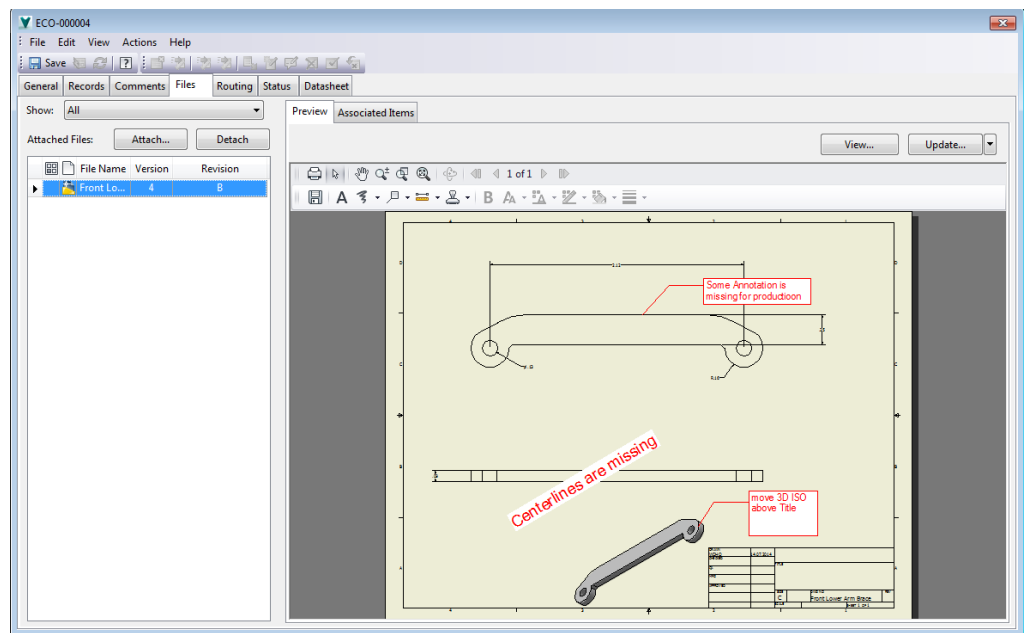 ECO-000004
File Edit View Actions Help
Save
General Records Comments Files Routing Status Datasheet
Show: All
Attached Files: Attach... Detach
File Name Version Revision
Front Lo... 4 B
Preview Associated Items
View... Update...
1 of 1
A B A
Some Annotation is
missing for productioon
Centerlines are missing
move 3D ISO
above Title
C Front Lower Arm Brace